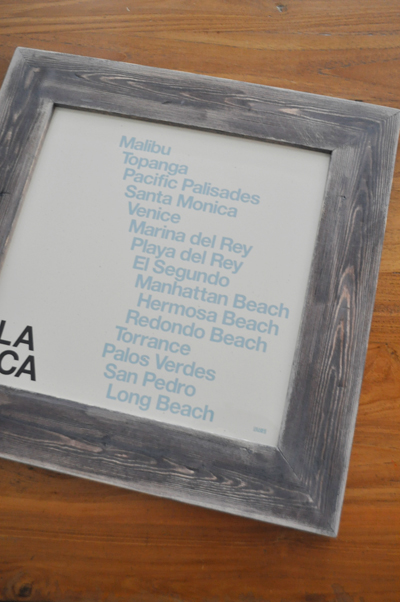 Malibu
Topanga
Pacific Palisades
Santa Monica
Venice
Marina del Rey
Playa del Rey
El Segundo
Manhattan Beach
Hermosa Beach
Redondo Beach
Torrance
Palos Verdes
San Pedro
Long Beach
LA
CA